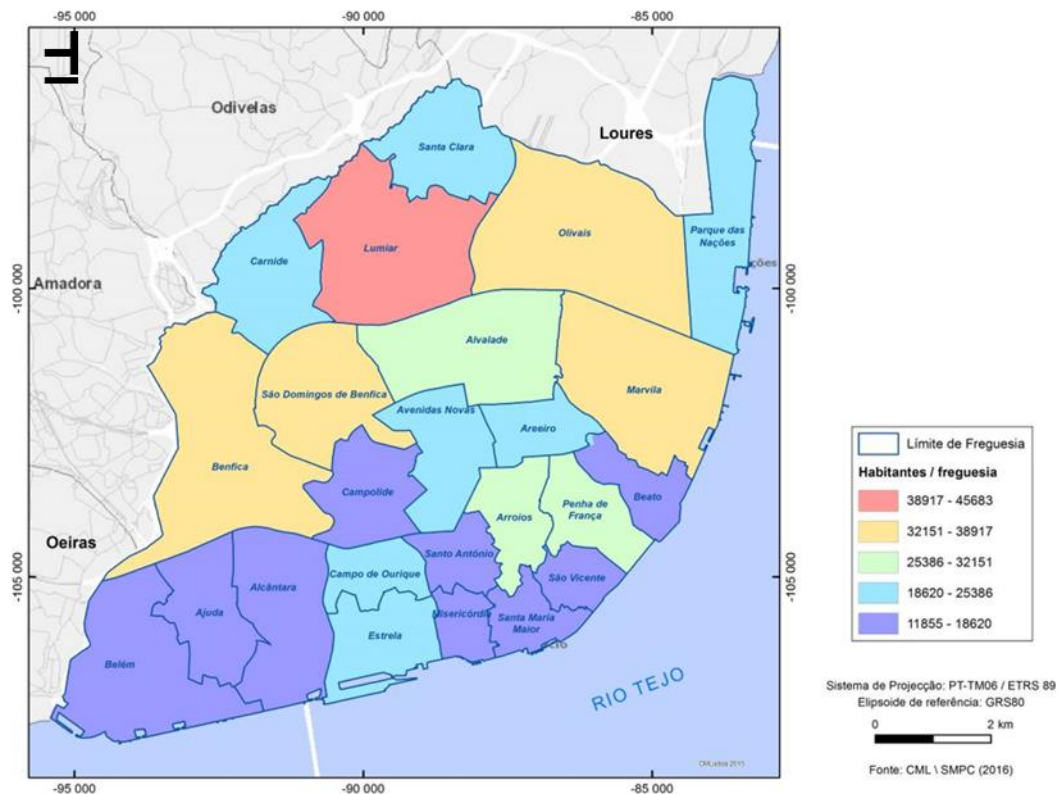 -95 000
-90 000
-85 000
Odivelas
Loures
Santa Clara
Lumiar
Olivais
Parque das
Nações
Carnide
ções
Amadora
-100 000
-100 000
Alvalade
São Domingos de Benfica
Marvila
Avenidas Novas
Areeiro
Benfica
Campolide
Beato
Arroios
Penha de
França
Oeiras
Santo António
-105 000
-105 000
Campo de Ourique
São Vicente
Alcântara
Ajuda
Misericórdia
Santa Maria
Maior
Estrela
Belém
RIO TEJO
-95 000
-90 000
-85 000
Límite de Freguesia
Habitantes / freguesia
38917 - 45683
32151 - 38917
25386 - 32151
18620 - 25386
11855 - 18620
Sistema de Projecção: PT-TM06 / ETRS 89
Elipsoide de referência: GRS80
0 2 km
Fonte: CML \ SMPC (2016)